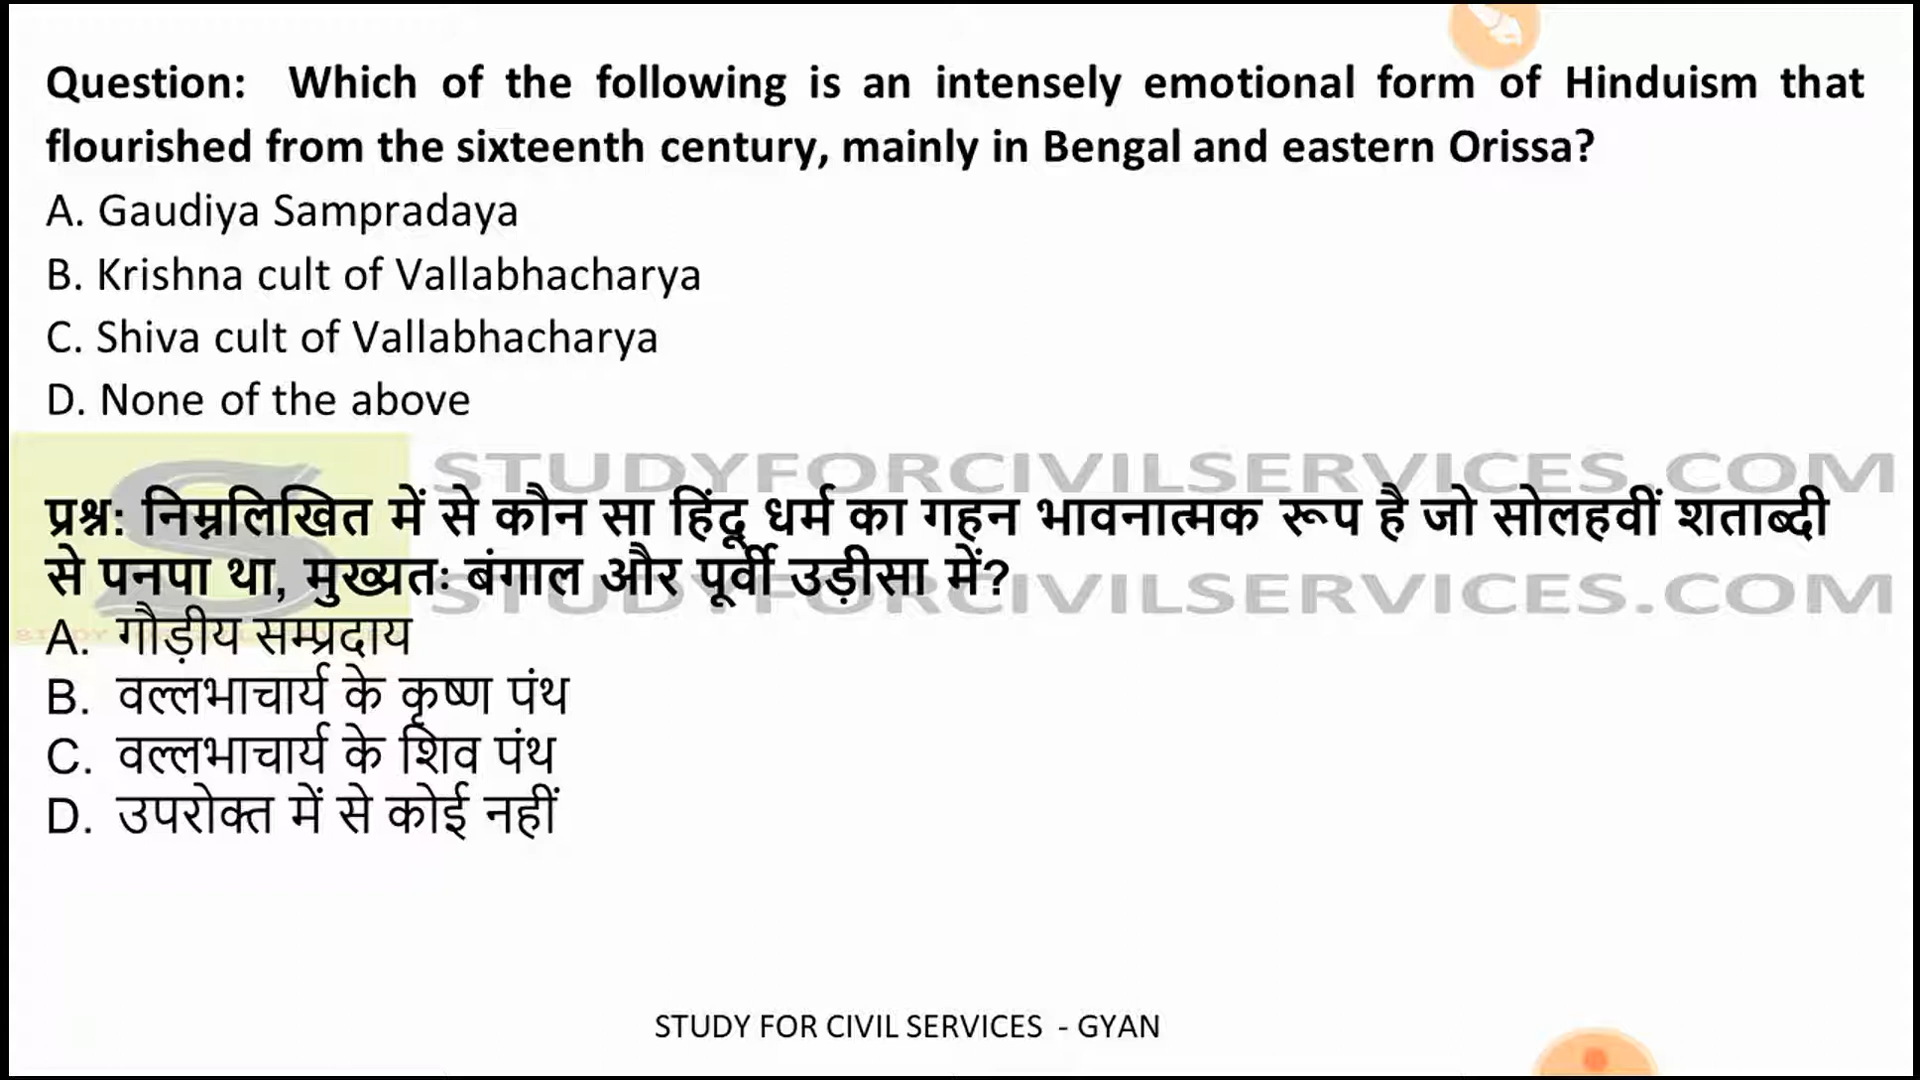 Question: Which of the following is an intensely emotional form of Hinduism that
flourished from the sixteenth century, mainly in Bengal and eastern Orissa?
A. Gaudiya Sampradaya
B. Krishna cult of Vallabhacharya
C. Shiva cult of Vallabhacharya
D. None of the above
STUDYFORCIVILSERVICES.COM
प्रश्न: निम्नलिखित में से कौन सा हिंदू धर्म का गहन भावनात्मक रूप है जो सोलहवीं शताब्दी
से पनपा था, मुख्यतः बंगाल और पूर्वी उड़ीसा में?
STUDYFORCIVILSERVICES.COM
A. गौड़ीय सम्प्रदाय
B. वल्लभाचार्य के कृष्ण पंथ
C. वल्लभाचार्य के शिव पंथ
D. उपरोक्त में से कोई नहीं
STUDY FOR CIVIL SERVICES - GYAN